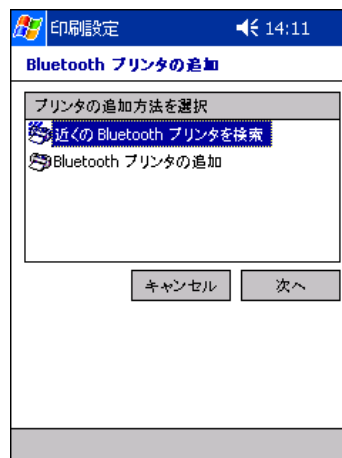 印刷設定 14:11
Bluetooth プリンタの追加
プリンタの追加方法を選択
近くの Bluetooth プリンタを検索
Bluetooth プリンタの追加
キャンセル 次へ